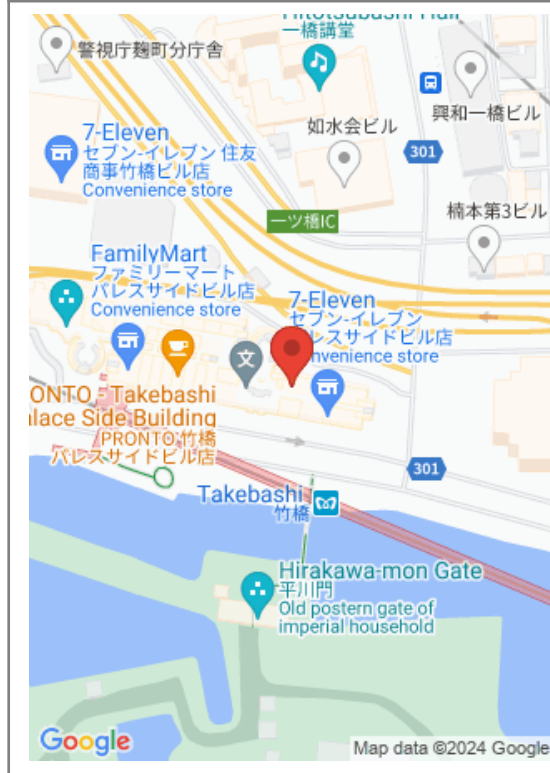 Hitotsubashi Hall
一橋講堂
警視庁麹町分庁舎
興和一橋ビル
7-Eleven
セブン-イレブン 住友
商事竹橋ビル店
Convenience store
如水会ビル
301
楠本第3ビル
一ツ橋IC
FamilyMart
ファミリーマート
パレスサイドビル店
Convenience store
7-Eleven
セブン-イレブン
レスサイドビル店
nvenience store
文
ONTO - Takebashi
alace Side Building
PRONTO 竹橋
パレスサイドビル店
301
Takebashi
竹橋
Hirakawa-mon Gate
平川門
Old postern gate of
imperial household
Google
Map data ©2024 Google